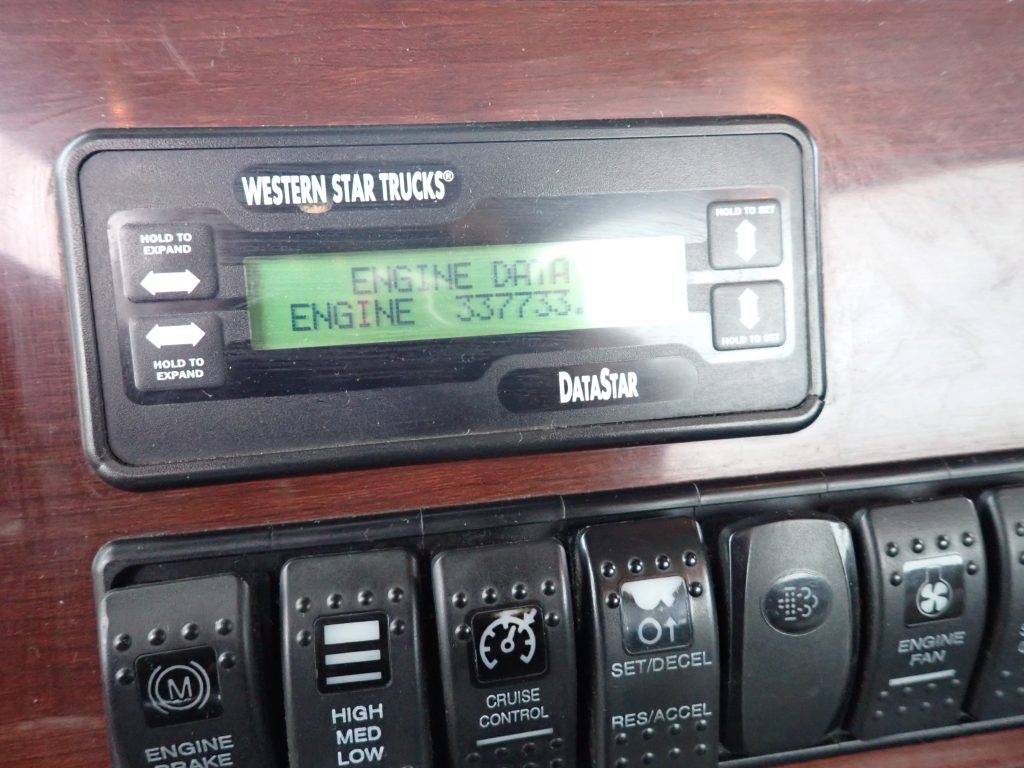 WESTERN STAR TRUCKS®
HOLD TO
EXPAND
HOLD TO SET
ENGINE DATA
ENGINE 337733.
HOLD TO
EXPAND
HOLD TO SET
DATASTAR
M
ENGINE
BRAKE
HIGH
MED
LOW
CRUISE
CONTROL
SET/DECEL
RES/ACCEL
ENGINE
FAN